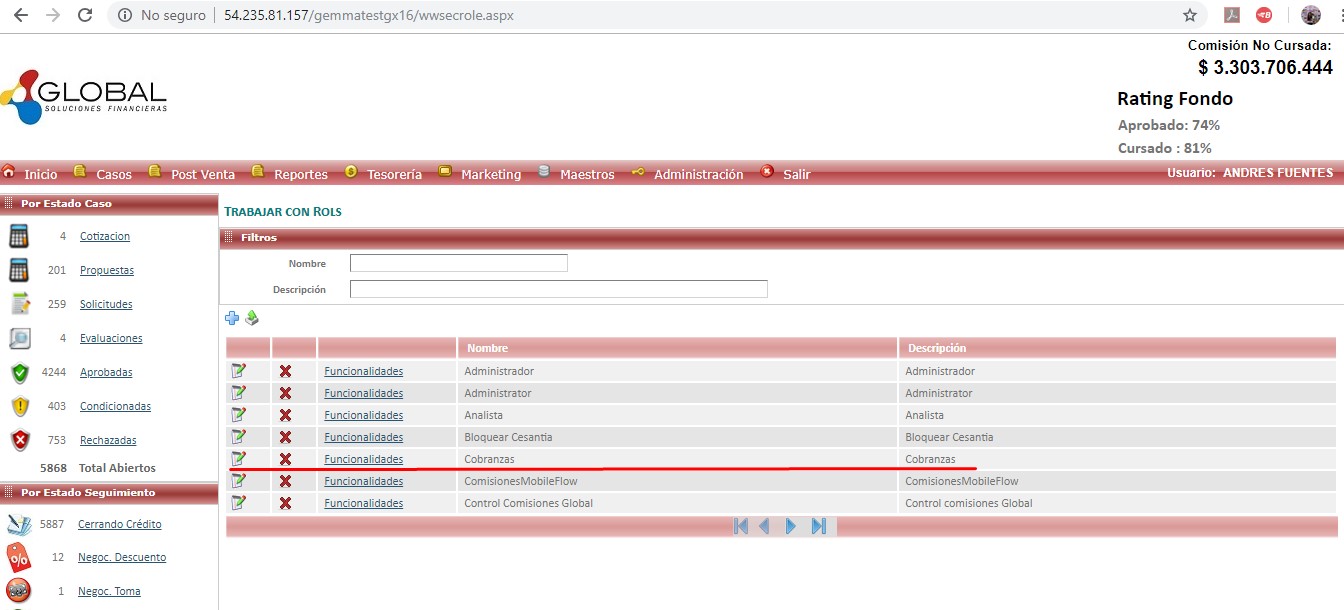 No seguro 54.235.81.157/gemmatestgx16/wwsecrole.aspx
GLOBAL
SOLUCIONES FINANCIERAS
Comisión No Cursada:
$ 3.303.706.444
Rating Fondo
Aprobado: 74%
Cursado : 81%
Inicio Casos Post Venta Reportes Tesorería Marketing Maestros Administración Salir Usuario: ANDRES FUENTES
Por Estado Caso
4 Cotizacion
201 Propuestas
259 Solicitudes
4 Evaluaciones
4244 Aprobadas
403 Condicionadas
753 Rechazadas
5868 Total Abiertos
Por Estado Seguimiento
5887 Cerrando Crédito
12 Negoc. Descuento
1 Negoc. Toma
TRABAJAR CON ROLS
Filtros
Nombre
Descripción
Nombre Descripción
Funcionalidades Administrador Administrador
Funcionalidades Administrator Administrator
Funcionalidades Analista Analista
Funcionalidades Bloquear Cesantía Bloquear Cesantía
Funcionalidades Cobranzas Cobranzas
Funcionalidades ComisionesMobileFlow ComisionesMobileFlow
Funcionalidades Control Comisiones Global Control comisiones Global